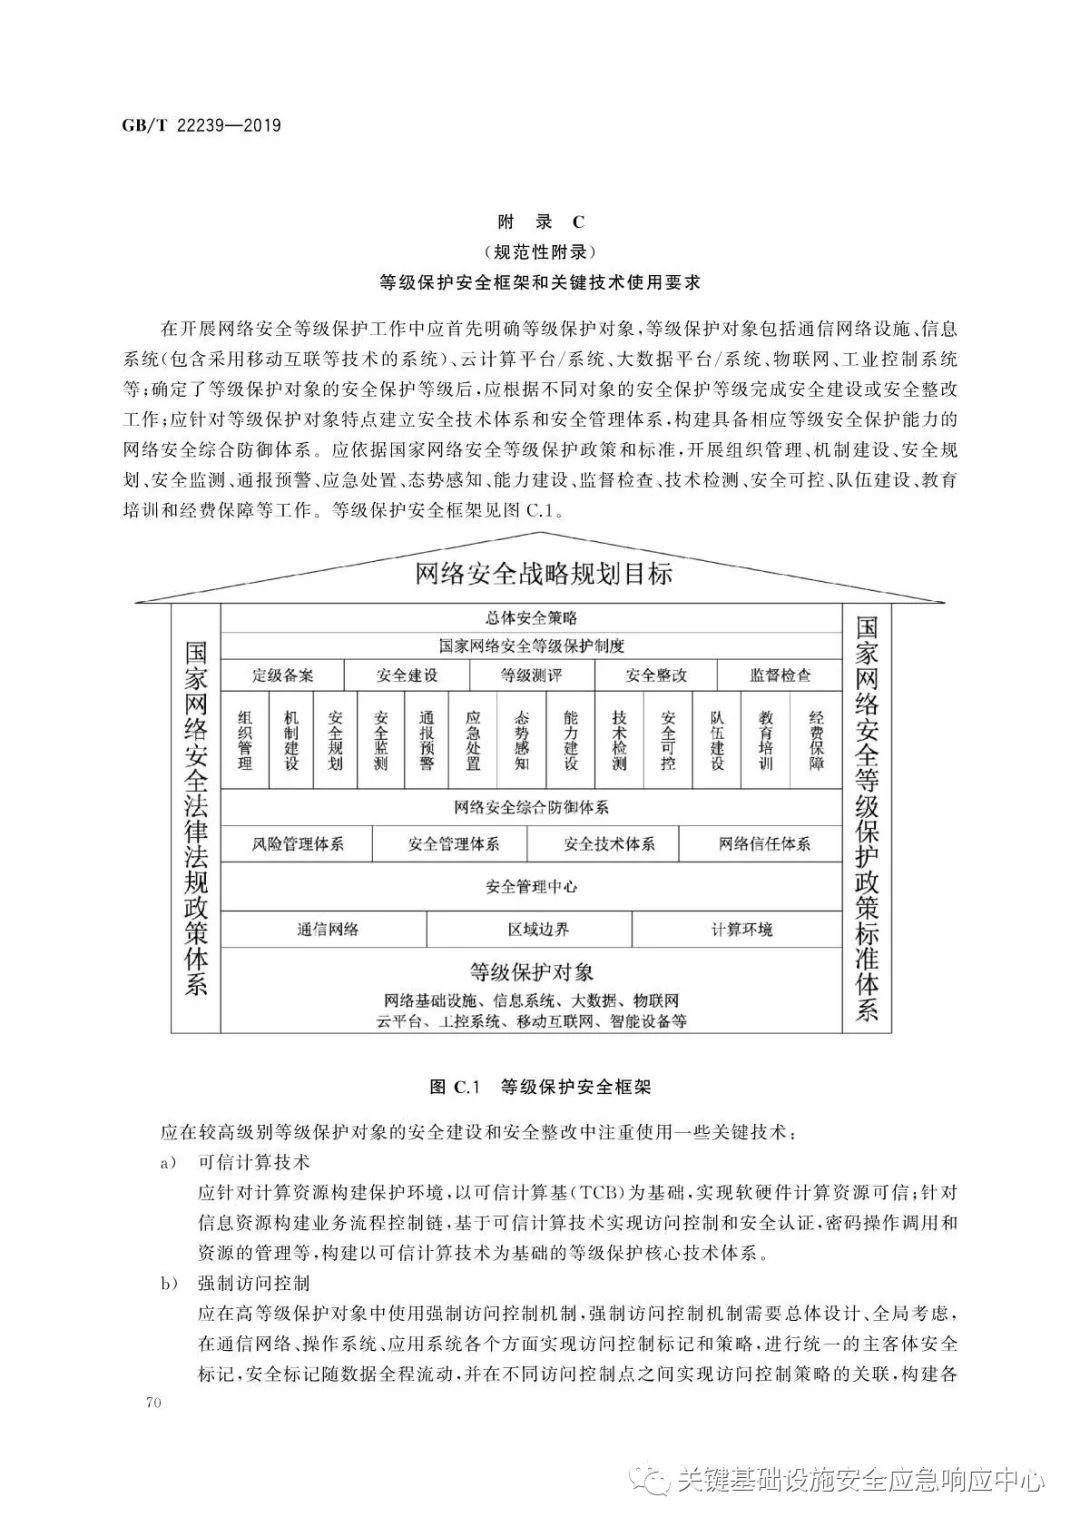 GB/T 22239—2019
附 录 C
(规范性附录)
等级保护安全框架和关键技术使用要求
在开展网络安全等级保护工作中应首先明确等级保护对象,等级保护对象包括通信网络设施、信息
系统(包含采用移动互联等技术的系统)、云计算平台/系统、大数据平台/系统、物联网、工业控制系统
等;确定了等级保护对象的安全保护等级后,应根据不同对象的安全保护等级完成安全建设或安全整改
工作;应针对等级保护对象特点建立安全技术体系和安全管理体系,构建具备相应等级安全保护能力的
网络安全综合防御体系。应依据国家网络安全等级保护政策和标准,开展组织管理、机制建设、安全规
划、安全监测、通报预警、应急处置、态势感知、能力建设、监督检查、技术检测、安全可控、队伍建设、教育
培训和经费保障等工作。等级保护安全框架见图 C.1。
网络安全战略规划目标
国家网络安全法律法规政策体系
总体安全策略
国家网络安全等级保护制度
定级备案 安全建设 等级测评 安全整改 监督检查
组织管理 机制建设 安全规划 安全监测 通报预警 应急处置 态势感知 能力建设 技术检测 安全可控 队伍建设 教育培训 经费保障
网络安全综合防御体系
风险管理体系 安全管理体系 安全技术体系 网络信任体系
安全管理中心
通信网络 区域边界 计算环境
等级保护对象
网络基础设施、信息系统、大数据、物联网
云平台、工控系统、移动互联网、智能设备等
国家网络安全等级保护政策标准体系
图 C.1 等级保护安全框架
应在较高级别等级保护对象的安全建设和安全整改中注重使用一些关键技术:
a) 可信计算技术
应针对计算资源构建保护环境,以可信计算基(TCB)为基础,实现软硬件计算资源可信;针对
信息资源构建业务流程控制链,基于可信计算技术实现访问控制和安全认证,密码操作调用和
资源的管理等,构建以可信计算技术为基础的等级保护核心技术体系。
b) 强制访问控制
应在高等级保护对象中使用强制访问控制机制,强制访问控制机制需要总体设计、全局考虑,
在通信网络、操作系统、应用系统各个方面实现访问控制标记和策略,进行统一的主客体安全
标记,安全标记随数据全程流动,并在不同访问控制点之间实现访问控制策略的关联,构建各
70
关键基础设施安全应急响应中心